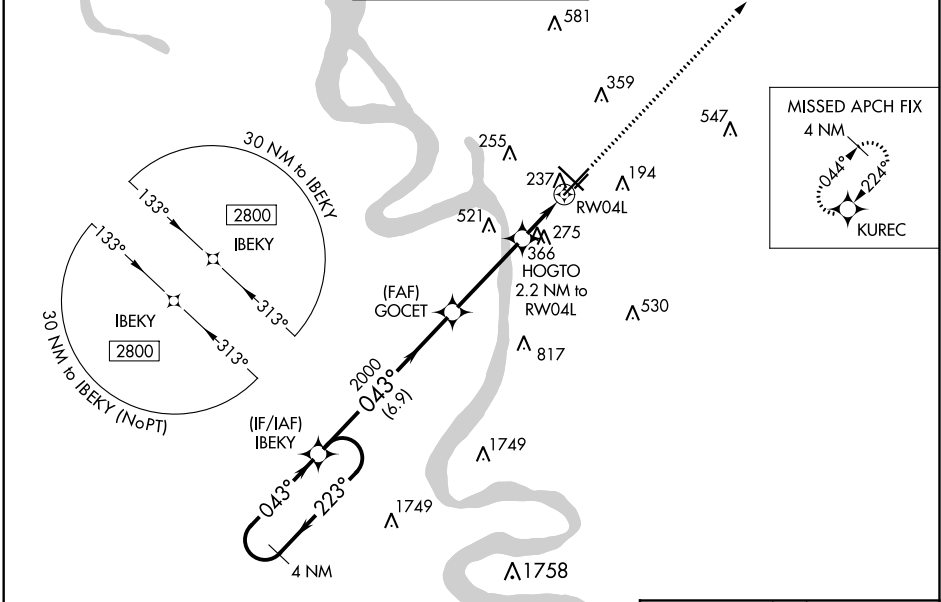 581
359
547
MISSED APCH FIX
4 NM
044°
224°
KUREC
30 NM to IBEKY
133°
2800
IBEKY
313°
255
237
194
RW04L
521
275
366
HOGTO
2.2 NM to
RW04L
133°
IBEKY
2800
313°
30 NM to IBEKY (NoPT)
(FAF)
GOCET
530
817
2000
043°
(6.9)
(IF/IAF)
IBEKY
1749
043°
223°
1749
4 NM
1758